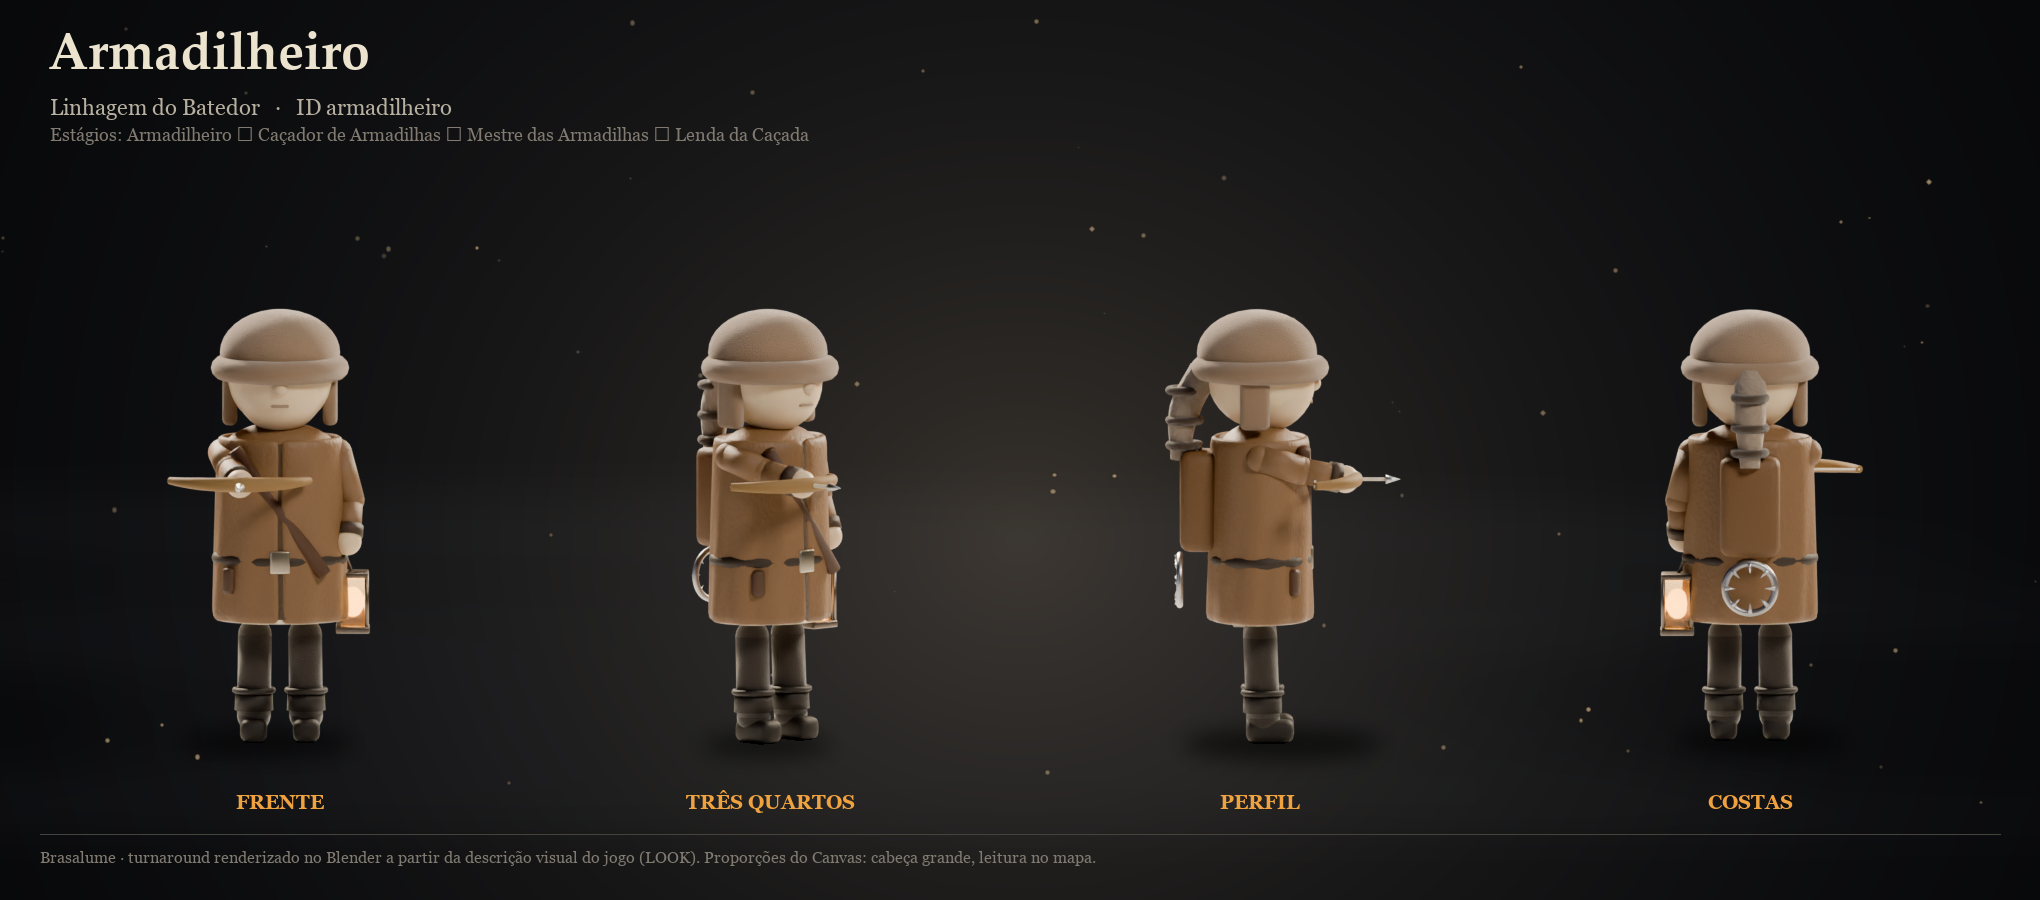 Armadilheiro
Linhagem do Batedor · ID armadilheiro
Estágios: Armadilheiro □ Caçador de Armadilhas □ Mestre das Armadilhas □ Lenda da Caçada
FRENTE
TRÊS QUARTOS
PERFIL
COSTAS
Brasalume · turnaround renderizado no Blender a partir da descrição visual do jogo (LOOK). Proporções do Canvas: cabeça grande, leitura no mapa.